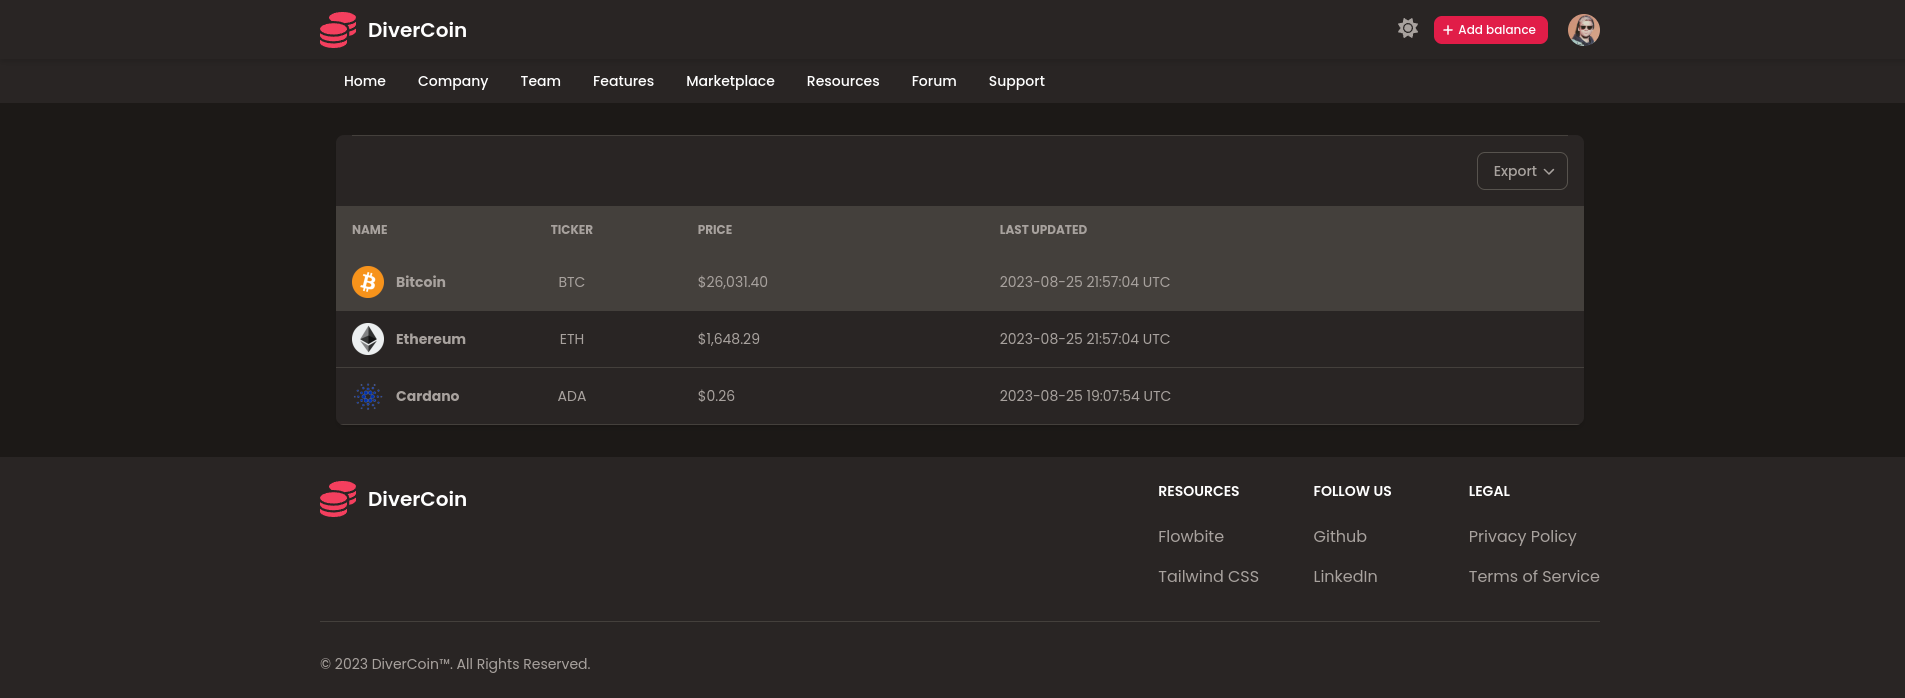 DiverCoin
Add balance
Home Company Team Features Marketplace Resources Forum Support
Export
NAME TICKER PRICE LAST UPDATED
Bitcoin BTC $26,031.40 2023-08-25 21:57:04 UTC
Ethereum ETH $1,648.29 2023-08-25 21:57:04 UTC
Cardano ADA $0.26 2023-08-25 19:07:54 UTC
DiverCoin
RESOURCES FOLLOW US LEGAL
Flowbite Github Privacy Policy
Tailwind CSS LinkedIn Terms of Service
© 2023 DiverCoin™. All Rights Reserved.